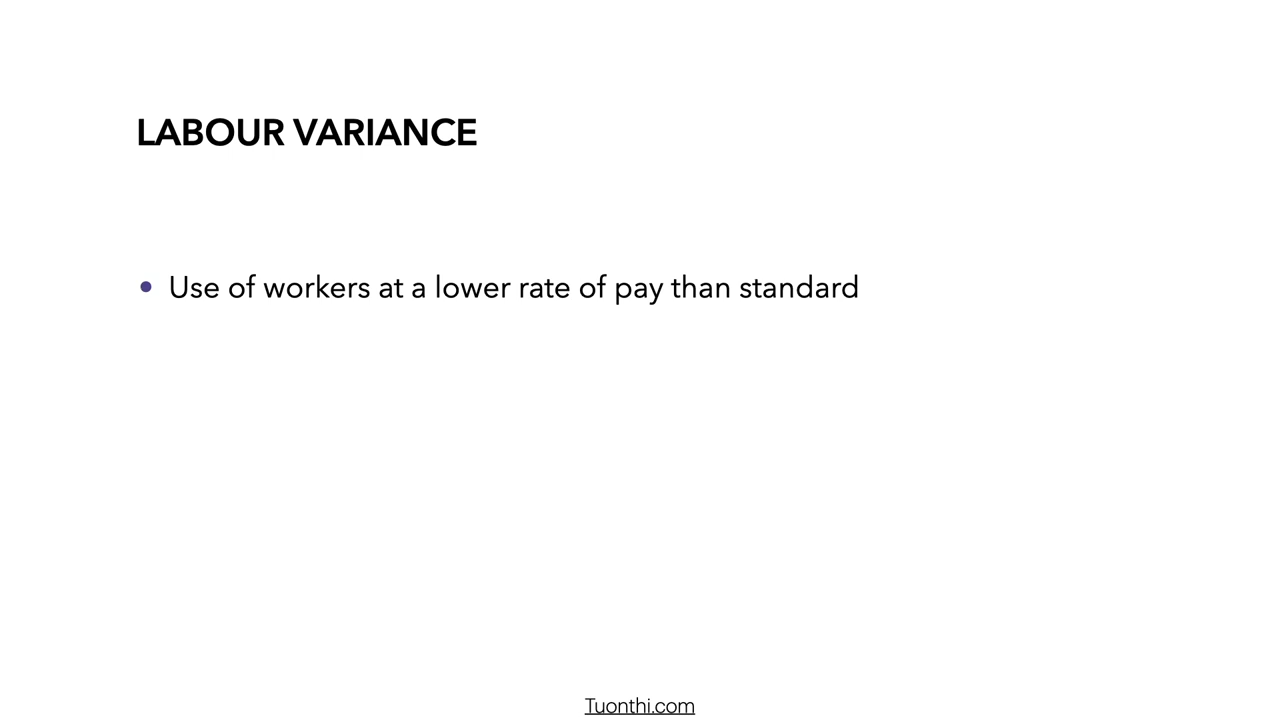 LABOUR VARIANCE
• Use of workers at a lower rate of pay than standard
Tuonthi.com